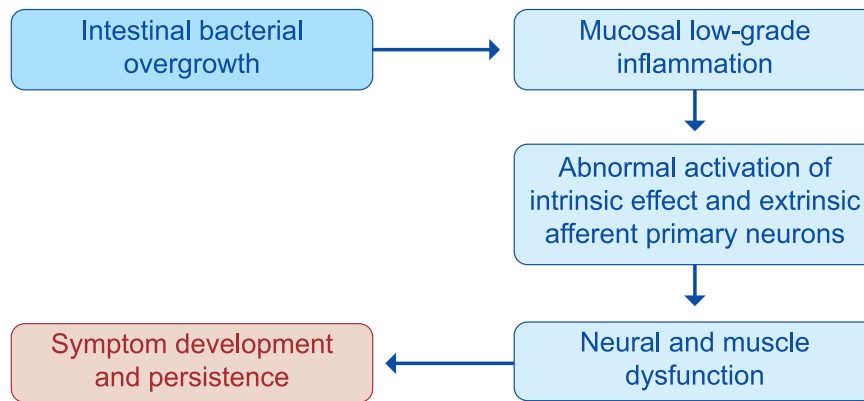 Intestinal bacterial
overgrowth
Mucosal low-grade
inflammation
Abnormal activation of
intrinsic effect and extrinsic
afferent primary neurons
Neural and muscle
dysfunction
Symptom development
and persistence